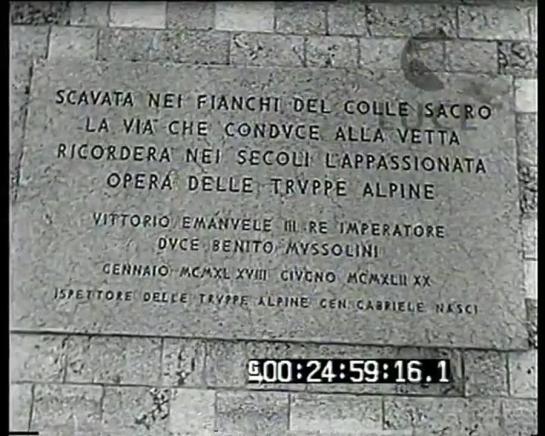 SCAVATA NEI FIANCHI DEL COLLE SACRO
LA VIA CHE CONDVCE ALLA VETTA
RICORDERA NEI SECOLI L'APPASSIONATA
OPERA DELLE TRVPPE ALPINE
VITTORIO EMANVELE III RE IMPERATORE
DVCE BENITO MVSSOLINI
GENNAIO MCMXL XVIII GIVGNO MCMXLII XX
ISPETTORE DELLE TRVPPE ALPINE GEN GABRIELE NASCI
G00:24:59:16.1